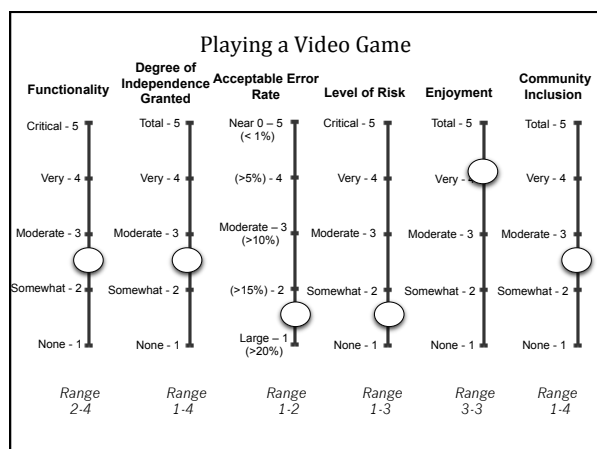 Playing a Video Game
Functionality
Degree of
Independence
Granted
Acceptable Error
Rate
Level of Risk
Enjoyment
Community
Inclusion
Critical - 5
Very - 4
Moderate - 3
Somewhat - 2
None - 1
Total - 5
Very - 4
Moderate - 3
Somewhat - 2
None - 1
Near 0 – 5
(< 1%)
(>5%) - 4
Moderate – 3
(>10%)
(>15%) - 2
Large – 1
(>20%)
Critical - 5
Very - 4
Moderate - 3
Somewhat - 2
None - 1
Total - 5
Very - 4
Moderate - 3
Somewhat - 2
None - 1
Total - 5
Very - 4
Moderate - 3
Somewhat - 2
None - 1
Range
2-4
Range
1-4
Range
1-2
Range
1-3
Range
3-3
Range
1-4